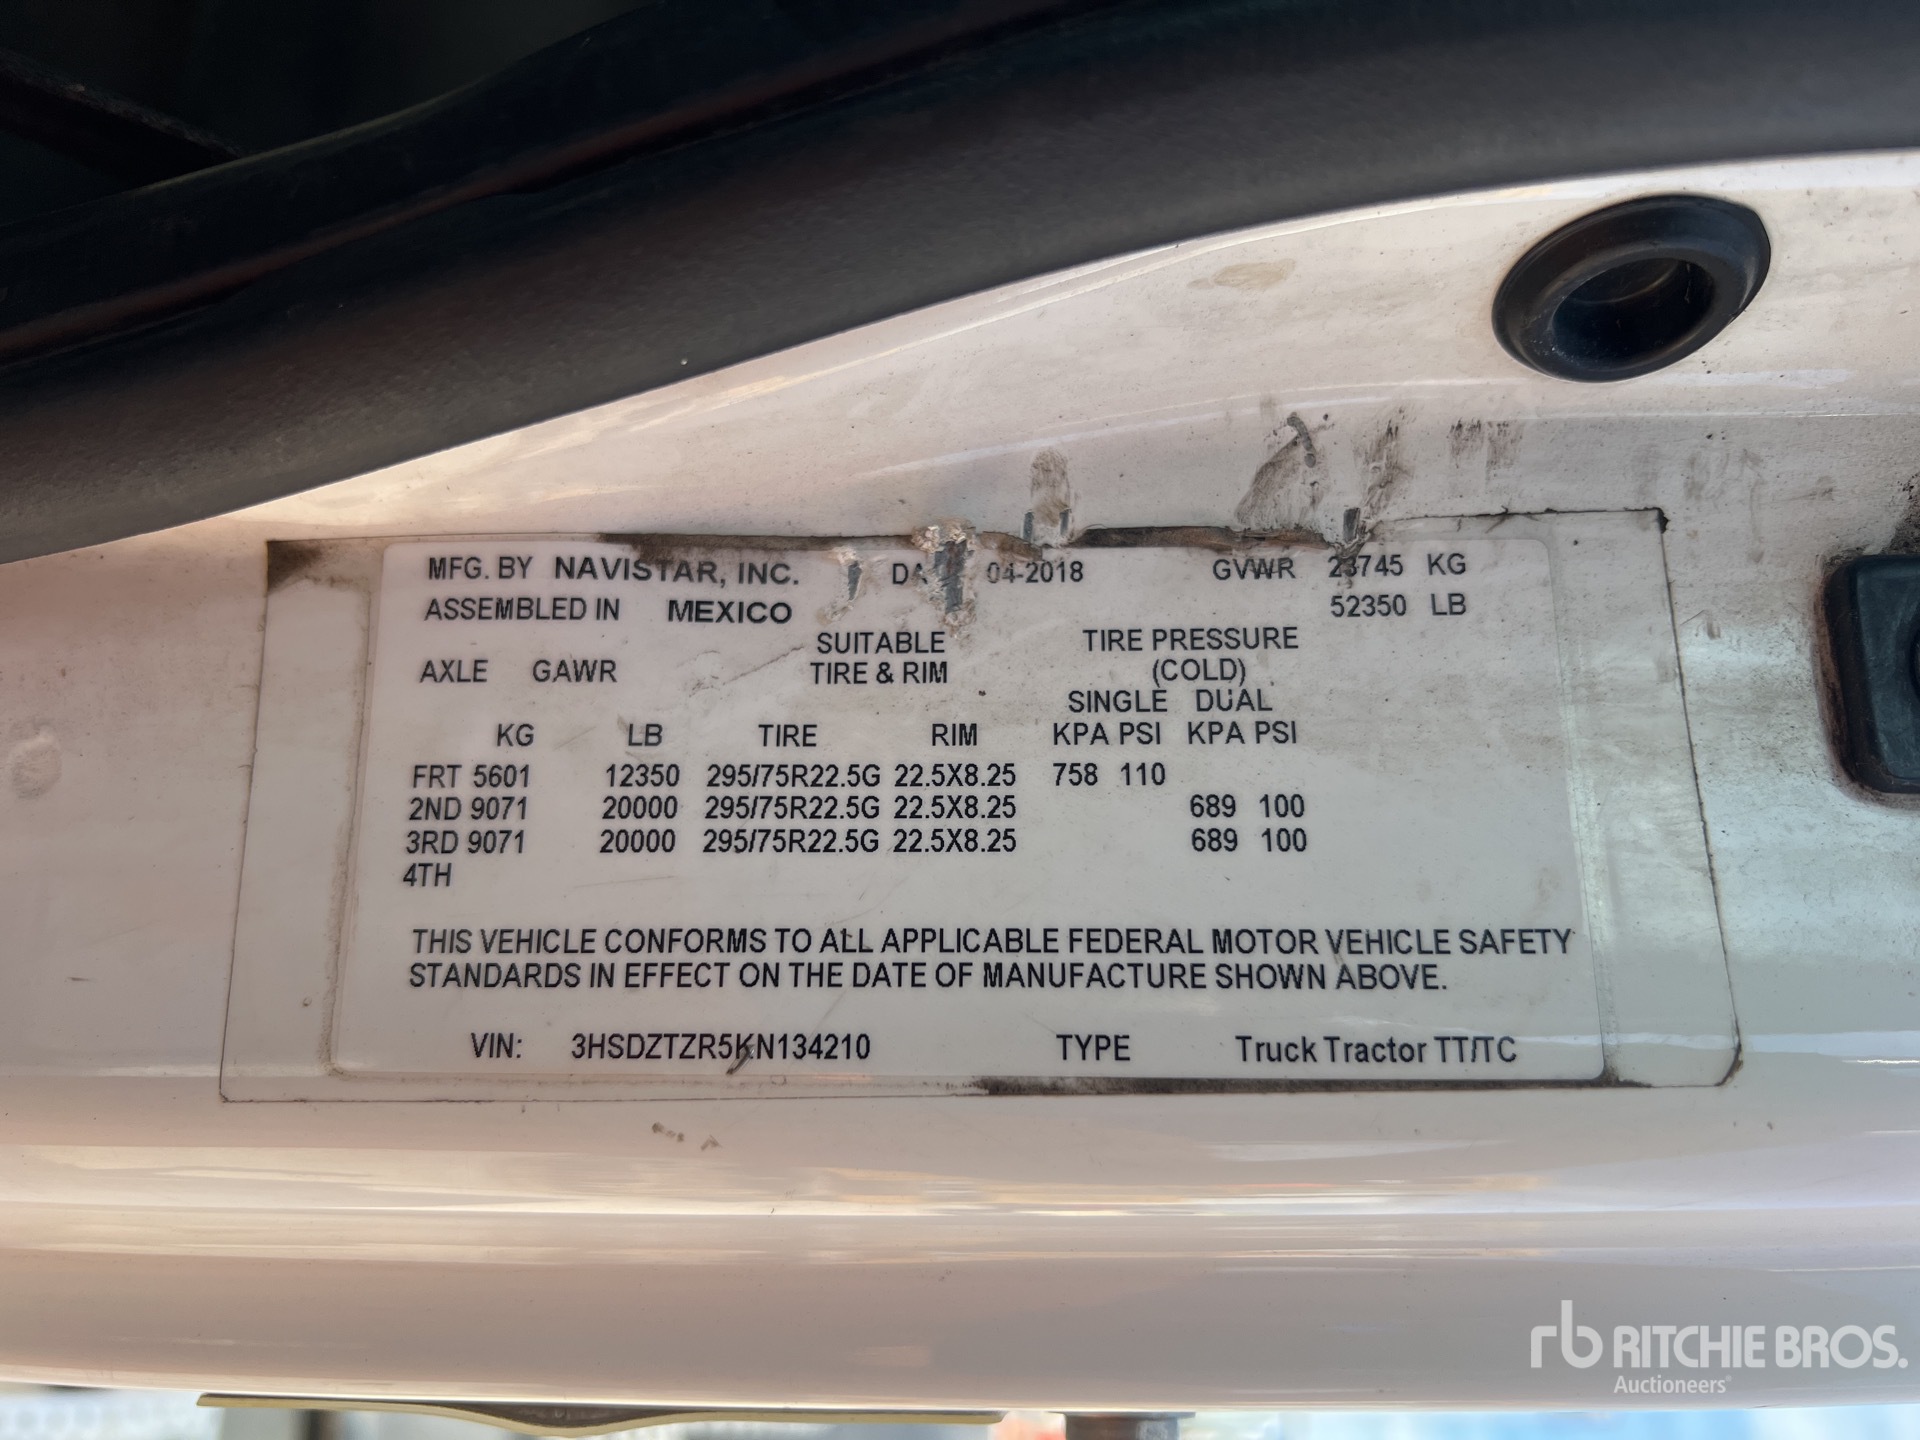 MFG. BY NAVISTAR, INC. DA 04-2018 GVWR 23745 KG
ASSEMBLED IN MEXICO 52350 LB
SUITABLE TIRE PRESSURE
AXLE GAWR TIRE & RIM (COLD)
SINGLE DUAL
KG LB TIRE RIM KPA PSI KPA PSI
FRT 5601 12350 295/75R22.5G 22.5X8.25 758 110
2ND 9071 20000 295/75R22.5G 22.5X8.25 689 100
3RD 9071 20000 295/75R22.5G 22.5X8.25 689 100
4TH
THIS VEHICLE CONFORMS TO ALL APPLICABLE FEDERAL MOTOR VEHICLE SAFETY
STANDARDS IN EFFECT ON THE DATE OF MANUFACTURE SHOWN ABOVE.
VIN: 3HSDZTZR5KN134210 TYPE Truck Tractor TT/TC
rb RITCHIE BROS.
Auctioneers